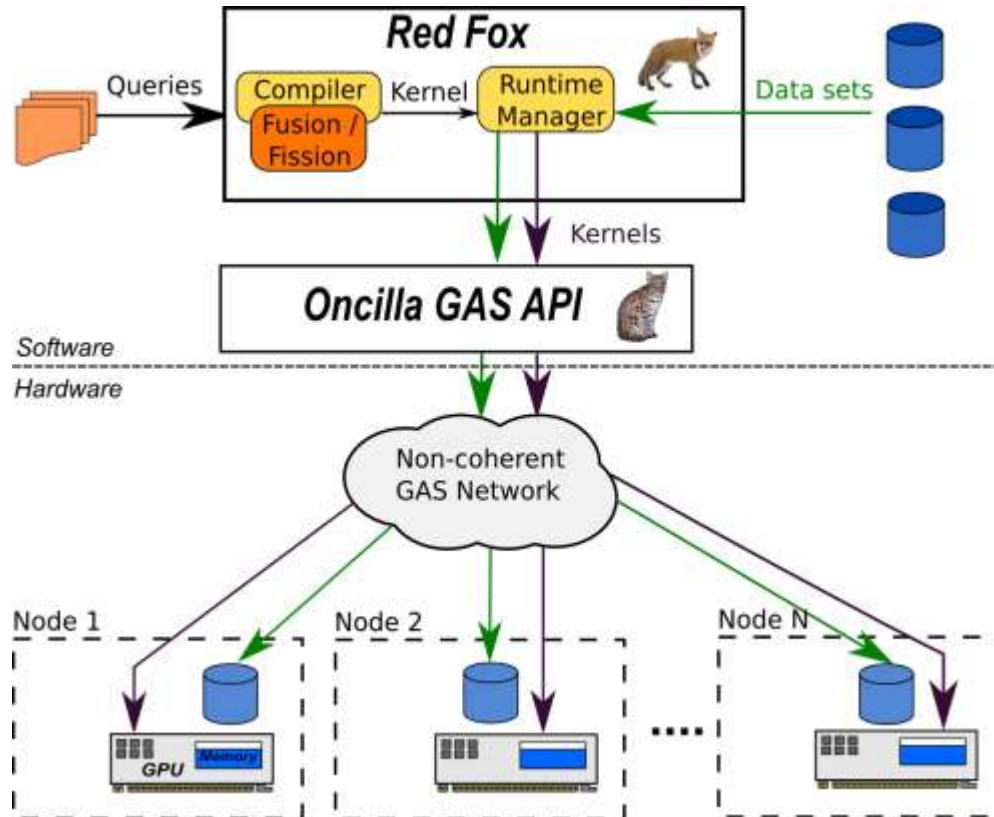 Red Fox
Queries
Compiler
Fusion /
Fission
Kernel
Runtime
Manager
Data sets
Kernels
Oncilla GAS API
Software
Hardware
Non-coherent
GAS Network
Node 1
Node 2
Node N
GPU
Memory